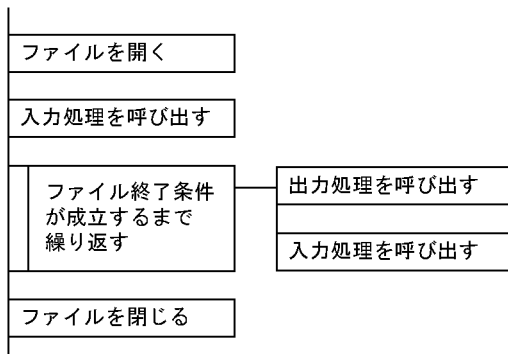 ファイルを開く
入力処理を呼び出す
ファイル終了条件
が成立するまで
繰り返す
出力処理を呼び出す
入力処理を呼び出す
ファイルを閉じる